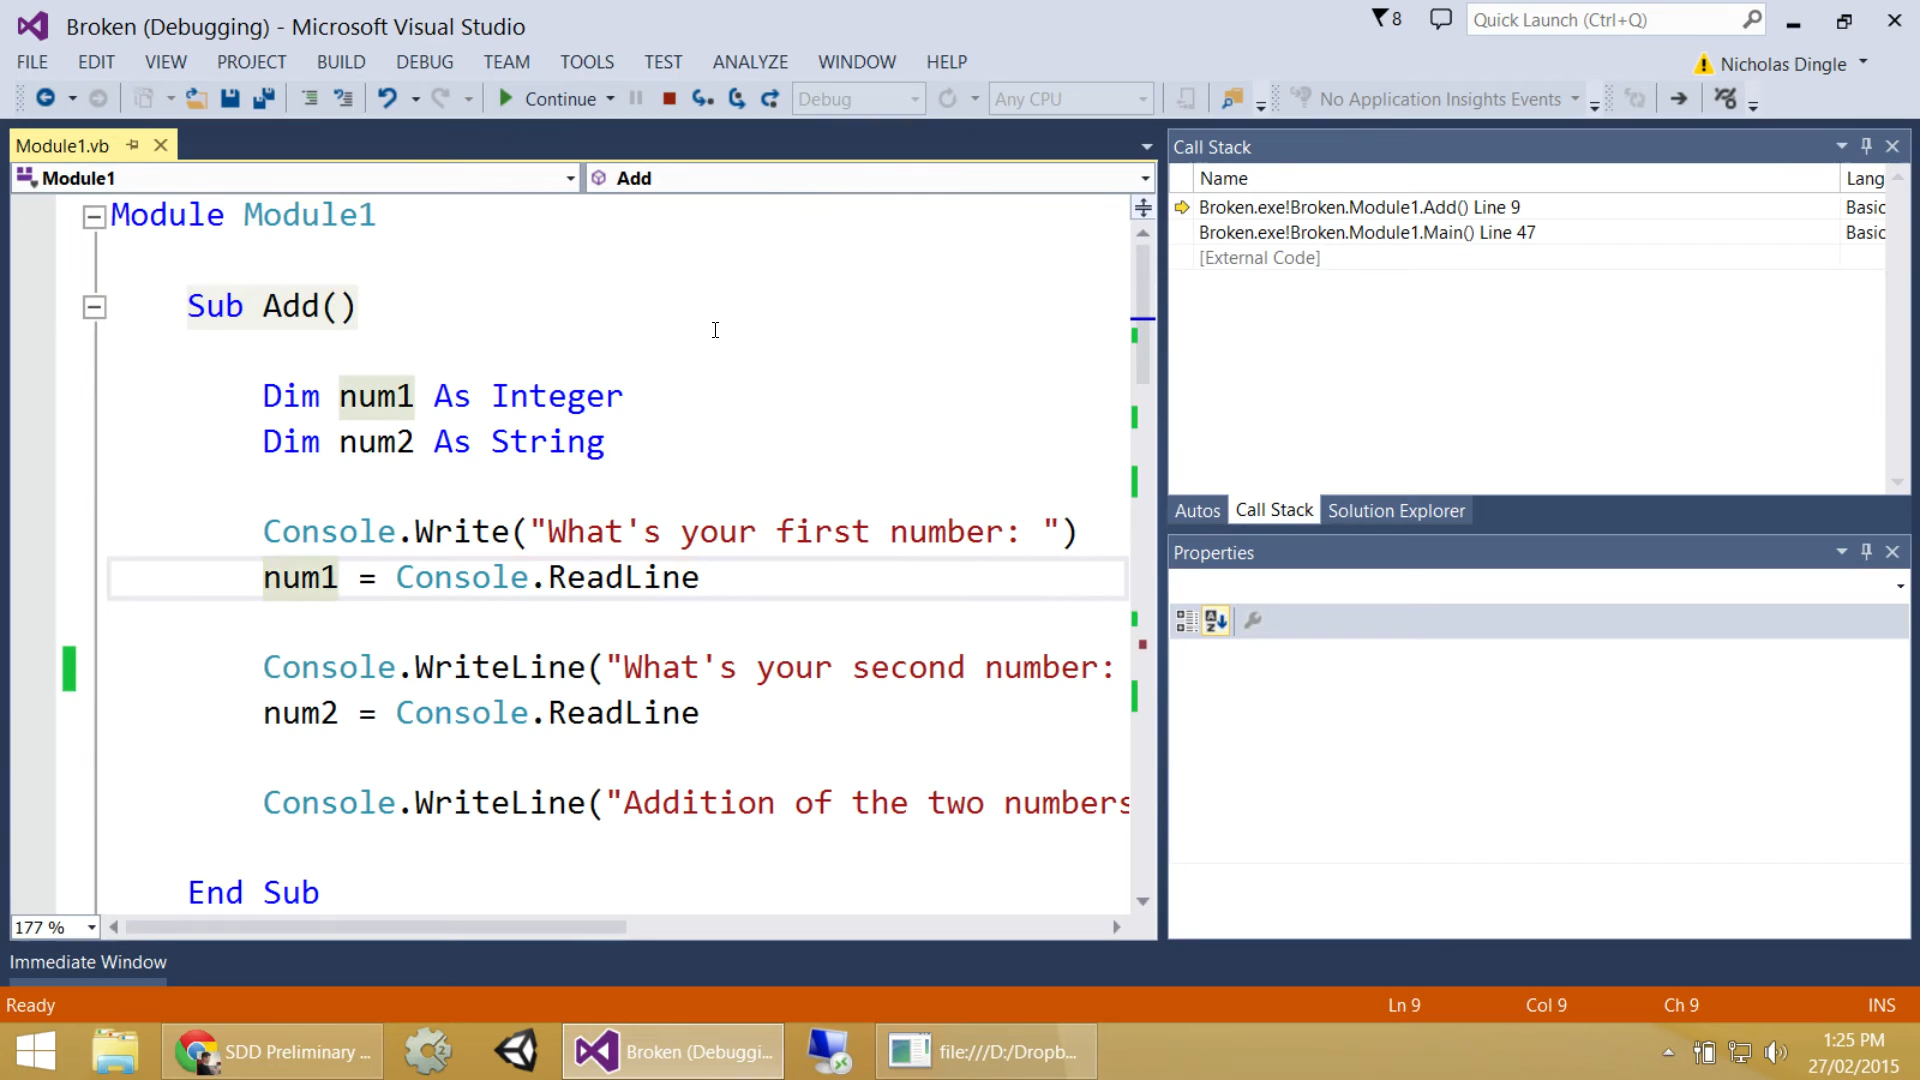 Broken (Debugging) - Microsoft Visual Studio
8
Quick Launch (Ctrl+Q)
FILE EDIT VIEW PROJECT BUILD DEBUG TEAM TOOLS TEST ANALYZE WINDOW HELP
Nicholas Dingle
Continue
Debug
Any CPU
No Application Insights Events
Module1.vb
Module1
Add
Module Module1
Sub Add()
Dim num1 As Integer
Dim num2 As String
Console.Write("What's your first number: ")
num1 = Console.ReadLine
Console.WriteLine("What's your second number:
num2 = Console.ReadLine
Console.WriteLine("Addition of the two numbers
End Sub
177 %
Call Stack
Name Lang
Broken.exe!Broken.Module1.Add() Line 9 Basic
Broken.exe!Broken.Module1.Main() Line 47 Basic
[External Code]
Autos Call Stack Solution Explorer
Properties
Immediate Window
Ready
Ln 9 Col 9 Ch 9 INS
SDD Preliminary ...
Broken (Debuggi...
file:///D:/Dropb...
1:25 PM
27/02/2015